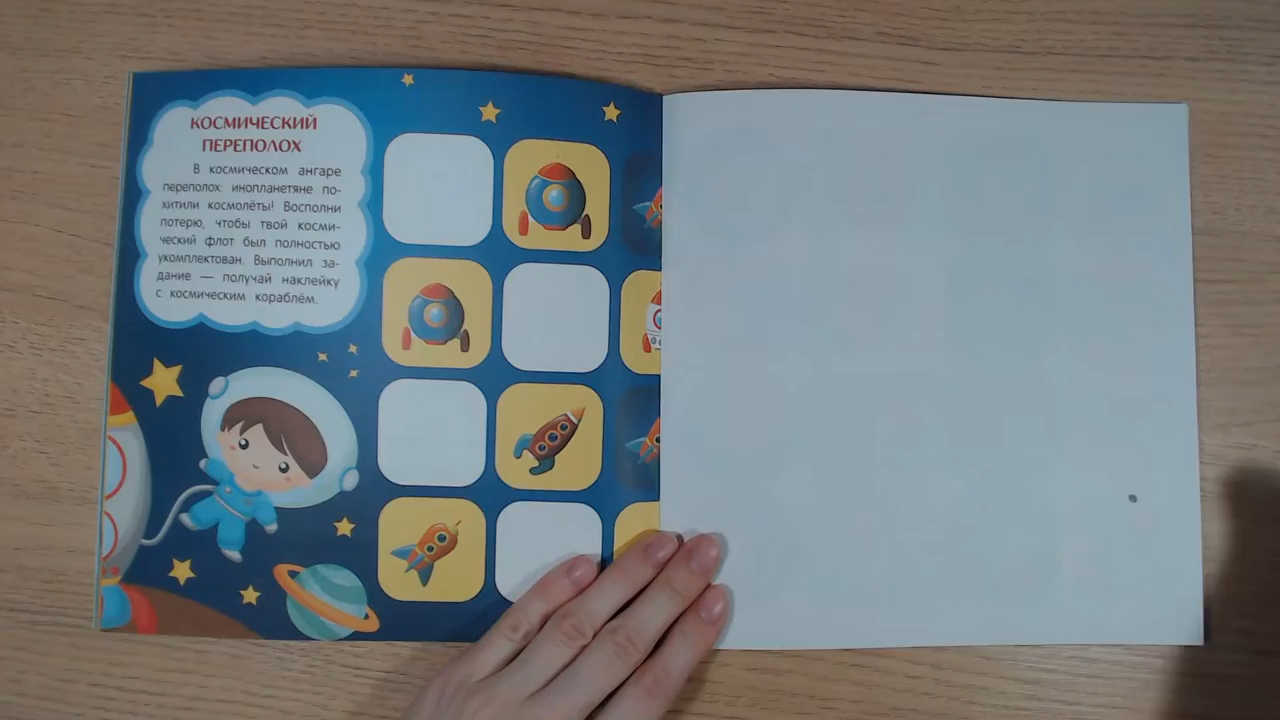 КОСМИЧЕСКИЙ
ПЕРЕПОЛОХ
В космическом ангаре
переполох: инопланетяне по-
хитили космолёты! Восполни
потерю, чтобы твой косми-
ческий флот был полностью
укомплектован. Выполнил за-
дание — получай наклейку
с космическим кораблём.